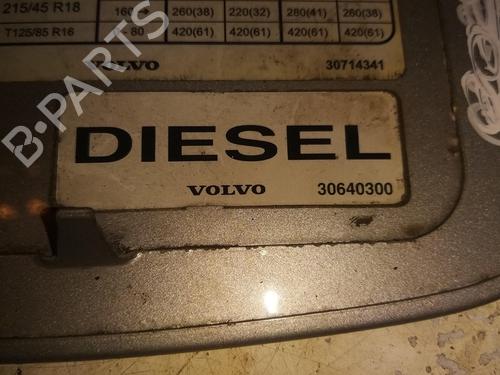 215/45 R18 160→ 260(38) 220(32) 280(41) 260(38)
T125/85 R16 → 80 420(61) 420(61) 420(61) 420(61)
VOLVO 30714341
DIESEL
VOLVO 30640300
B-PARTS